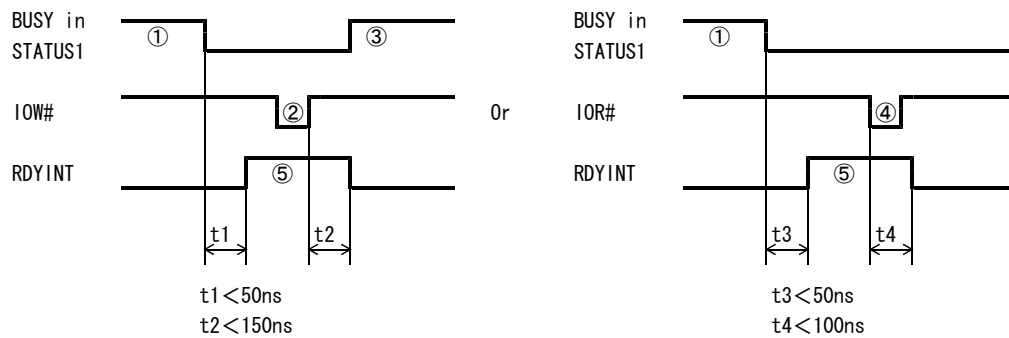 BUSY in
STATUS1
① ③
IOW#
②
RDYINT
⑤
t1 t2
t1＜50ns
t2＜150ns
Or
BUSY in
STATUS1
①
IOR#
④
RDYINT
⑤
t3 t4
t3＜50ns
t4＜100ns